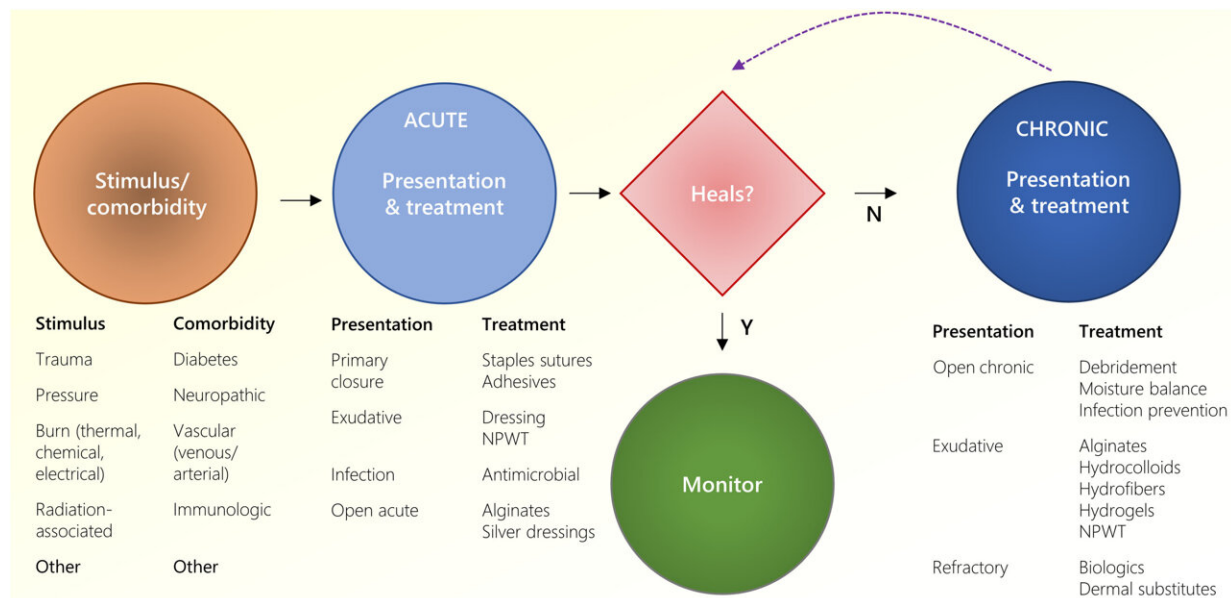 Stimulus/
comorbidity
ACUTE
Presentation
& treatment
Heals?
N
CHRONIC
Presentation
& treatment
Y
Monitor
Stimulus
Trauma
Pressure
Burn (thermal,
chemical,
electrical)
Radiation-
associated
Other
Comorbidity
Diabetes
Neuropathic
Vascular
(venous/
arterial)
Immunologic
Other
Presentation Treatment
Primary
closure
Staples sutures
Adhesives
Exudative
Dressing
NPWT
Infection
Antimicrobial
Open acute
Alginates
Silver dressings
Presentation Treatment
Open chronic
Debridement
Moisture balance
Infection prevention
Exudative
Alginates
Hydrocolloids
Hydrofibers
Hydrogels
NPWT
Refractory
Biologics
Dermal substitutes